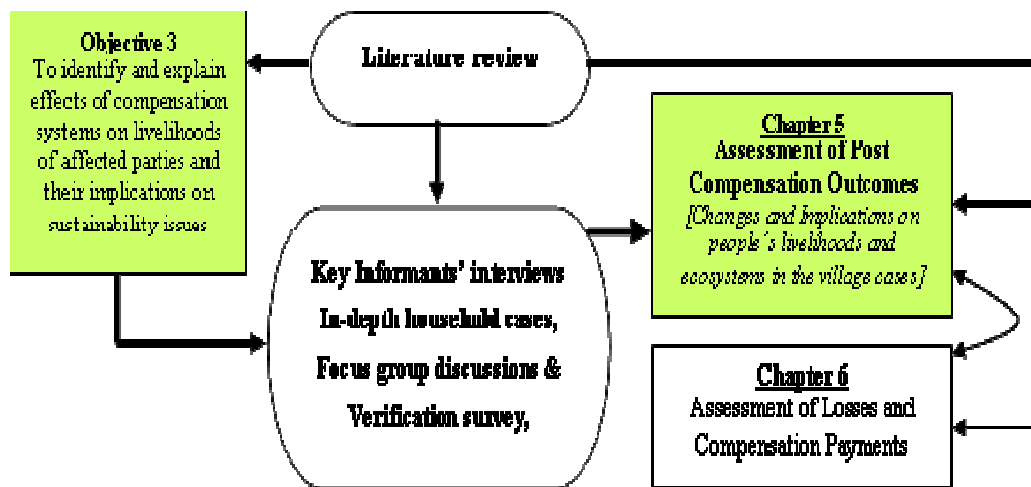 Objective 3
To identify and explain
effects of compensation
systems on livelihoods
of affected parties and
their implications on
sustainability issues
Literature review
Key Informants' interviews
In-depth household cases,
Focus group discussions &
Verification survey,
Chapter 5
Assessment of Post
Compensation Outcomes
[Changes and Implications on
people´s livelihoods and
ecosystems in the village cases]
Chapter 6
Assessment of Losses and
Compensation Payments